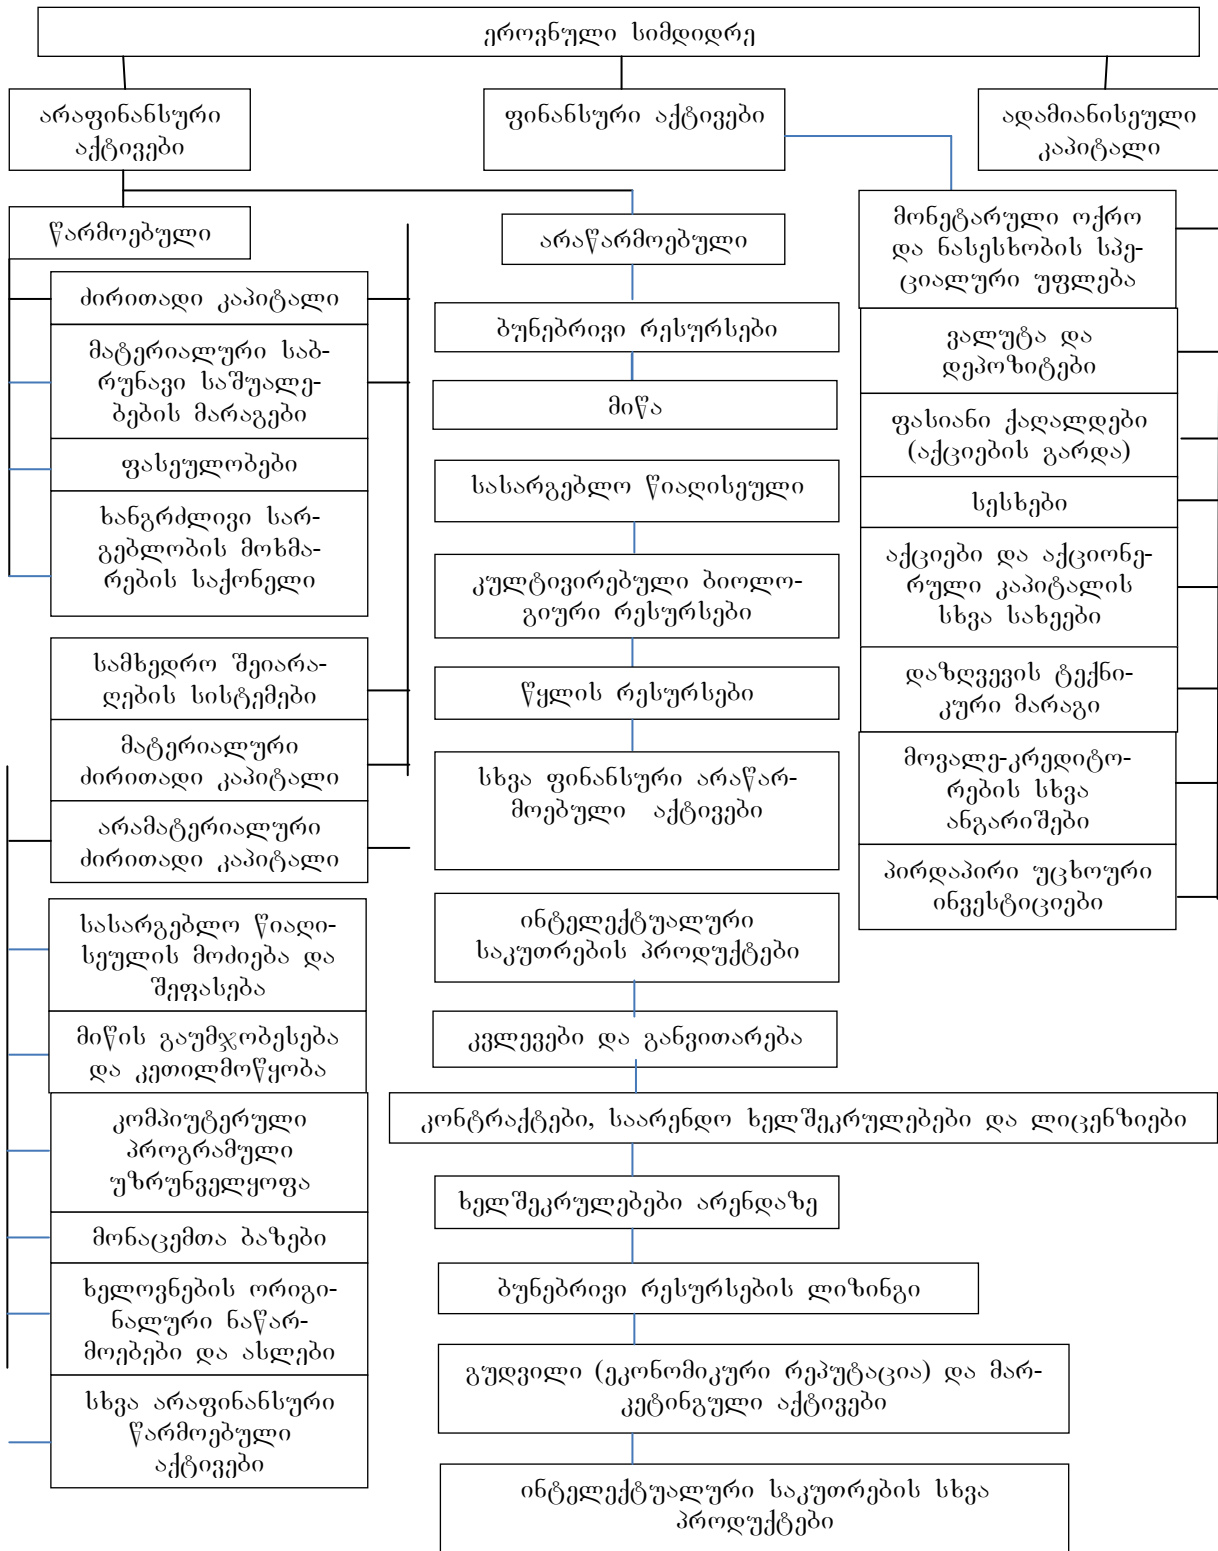 ეროვნული სიმდიდრე
არაფინანსური
აქტივები
ფინანსური აქტივები
ადამიანისეული
კაპიტალი
წარმოებული
ძირითადი კაპიტალი
მატერიალური საბ-
რუნავი საშუალე-
ბების მარაგები
ფასეულობები
ხანგრძლივი სარ-
გებლობის მოხმა-
რების საქონელი
სამხედრო შეიარა-
ღების სისტემები
მატერიალური
ძირითადი კაპიტალი
არამატერიალური
ძირითადი კაპიტალი
სასარგებლო წიაღი-
სეულის მოძიება და
შეფასება
მიწის გაუმჯობესება
და კეთილმოწყობა
კომპიუტერული
პროგრამული
უზრუნველყოფა
მონაცემთა ბაზები
ხელოვნების ორიგი-
ნალური ნაწარ-
მოებები და ასლები
სხვა არაფინანსური
წარმოებული
აქტივები
არაწარმოებული
ბუნებრივი რესურსები
მიწა
სასარგებლო წიაღისეული
კულტივირებული ბიოლო-
გიური რესურსები
წყლის რესურსები
სხვა ფინანსური არაწარ-
მოებული აქტივები
ინტელექტუალური
საკუთრების პროდუქტები
კვლევები და განვითარება
კონტრაქტები, საარენდო ხელშეკრულებები და ლიცენზიები
ხელშეკრულებები არენდაზე
ბუნებრივი რესურსების ლიზინგი
გუდვილი (ეკონომიკური რეპუტაცია) და მარ-
კეტინგული აქტივები
ინტელექტუალური საკუთრების სხვა
პროდუქტები
მონეტარული ოქრო
და ნასესხობის სპე-
ციალური უფლება
ვალუტა და
დეპოზიტები
ფასიანი ქაღალდები
(აქციების გარდა)
სესხები
აქციები და აქციონე-
რული კაპიტალის
სხვა სახეები
დაზღვევის ტექნი-
კური მარაგი
მოვალე-კრედიტო-
რების სხვა
ანგარიშები
პირდაპირი უცხოური
ინვესტიციები